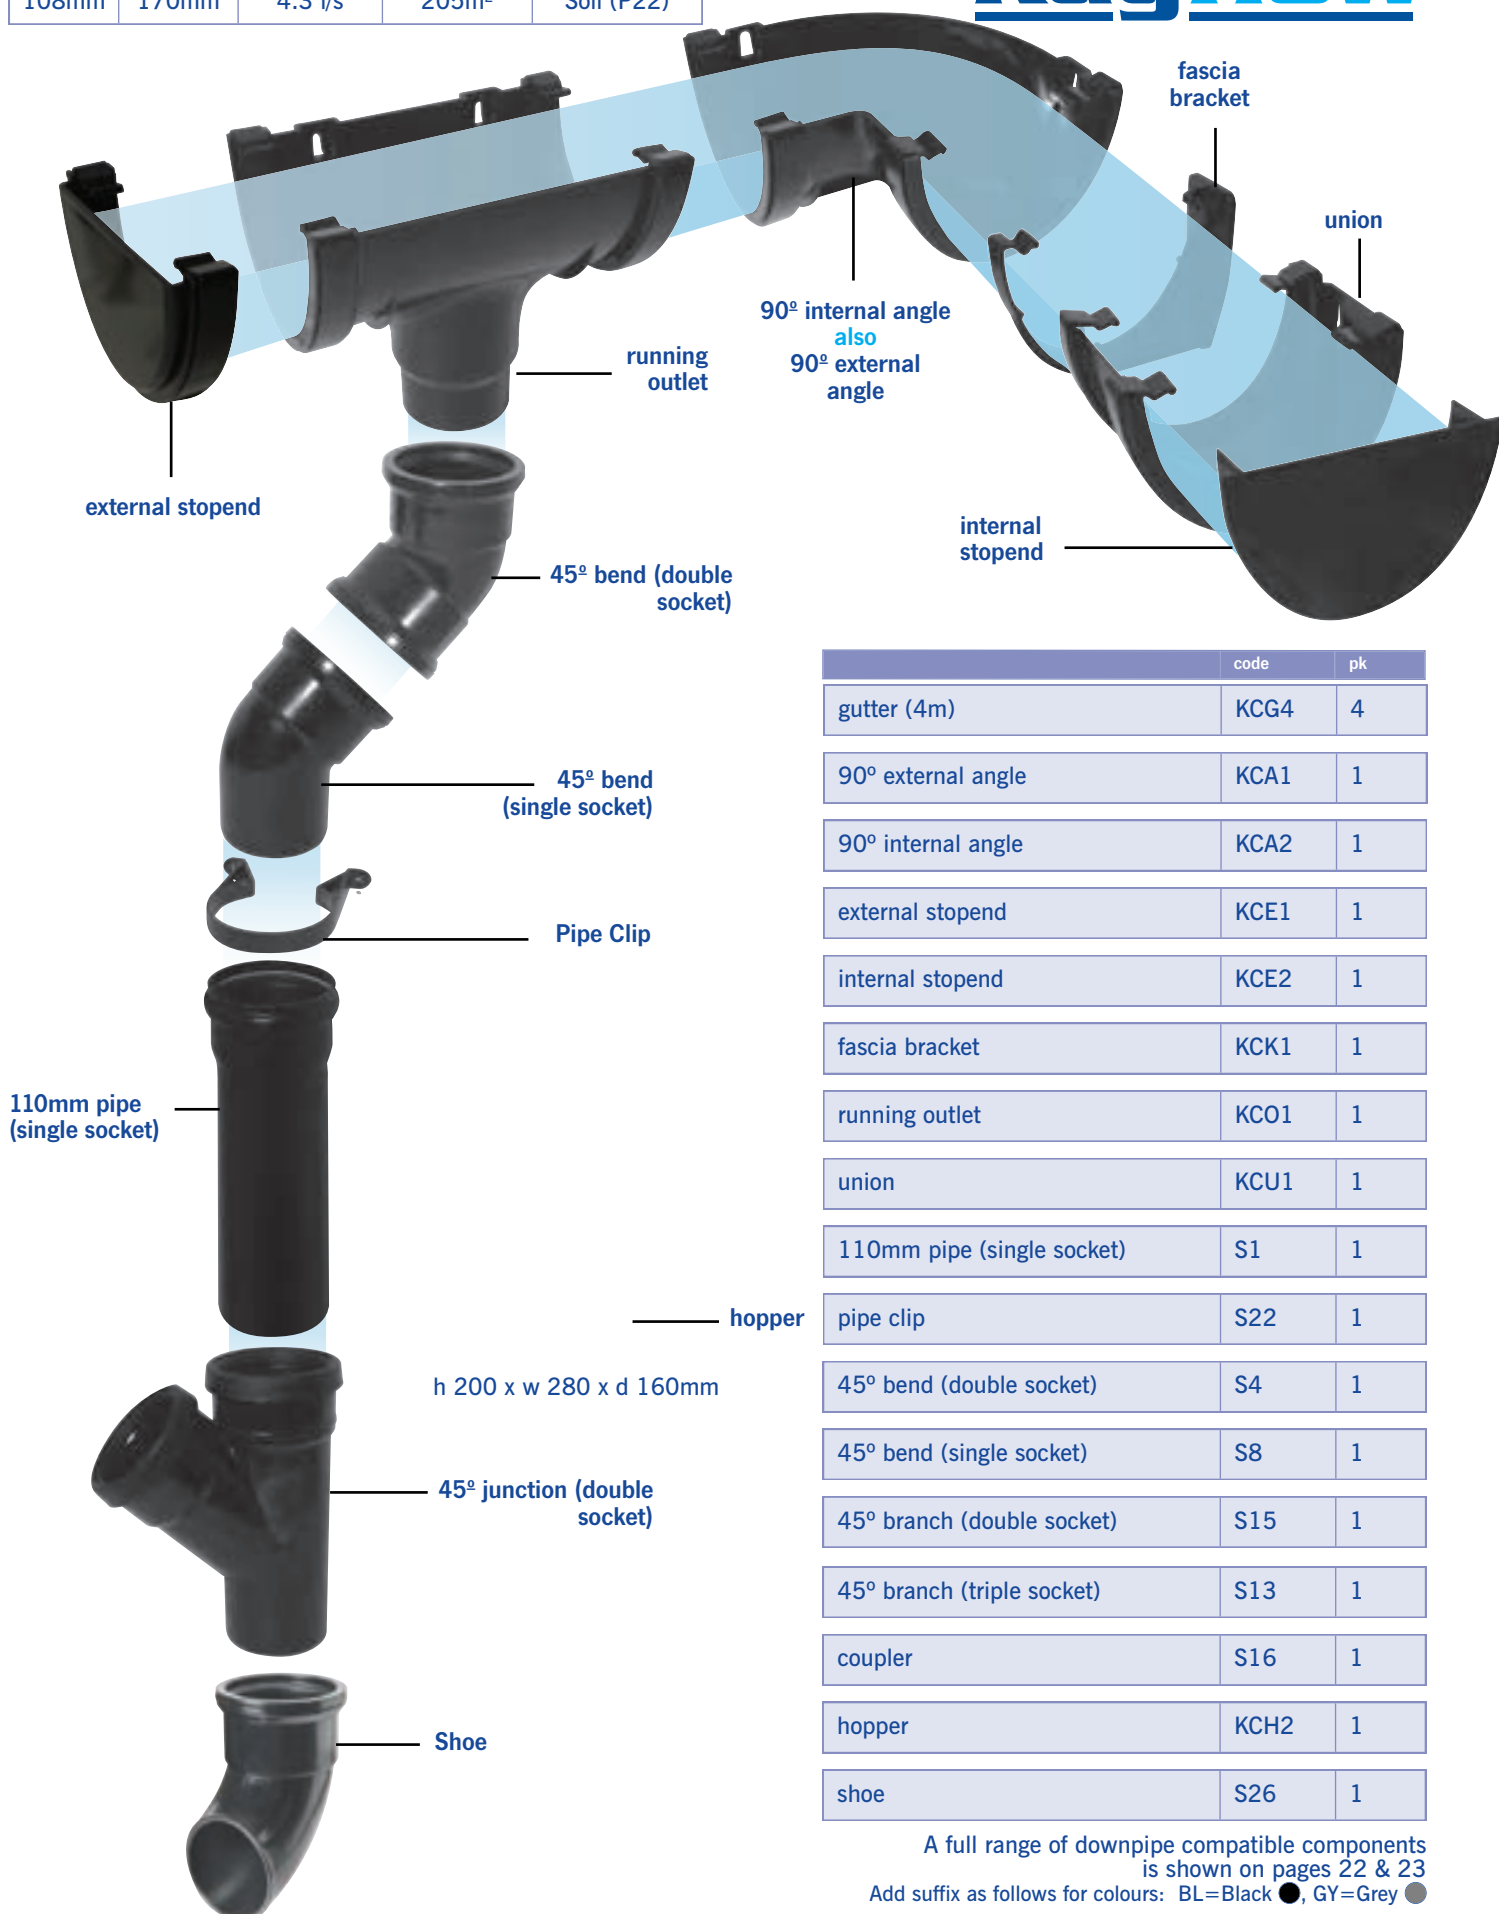 108mm 170mm 4.3 l/s 205m² Soil (P22)
fascia
bracket
union
90º internal angle
also
90º external
angle
running
outlet
external stopend
internal
stopend
45º bend (double
socket)
45º bend
(single socket)
Pipe Clip
110mm pipe
(single socket)
hopper
h 200 x w 280 x d 160mm
45º junction (double
socket)
Shoe
code pk
gutter (4m) KCG4 4
90º external angle KCA1 1
90º internal angle KCA2 1
external stopend KCE1 1
internal stopend KCE2 1
fascia bracket KCK1 1
running outlet KCO1 1
union KCU1 1
110mm pipe (single socket) S1 1
pipe clip S22 1
45º bend (double socket) S4 1
45º bend (single socket) S8 1
45º branch (double socket) S15 1
45º branch (triple socket) S13 1
coupler S16 1
hopper KCH2 1
shoe S26 1
A full range of downpipe compatible components
is shown on pages 22 & 23
Add suffix as follows for colours: BL=Black , GY=Grey